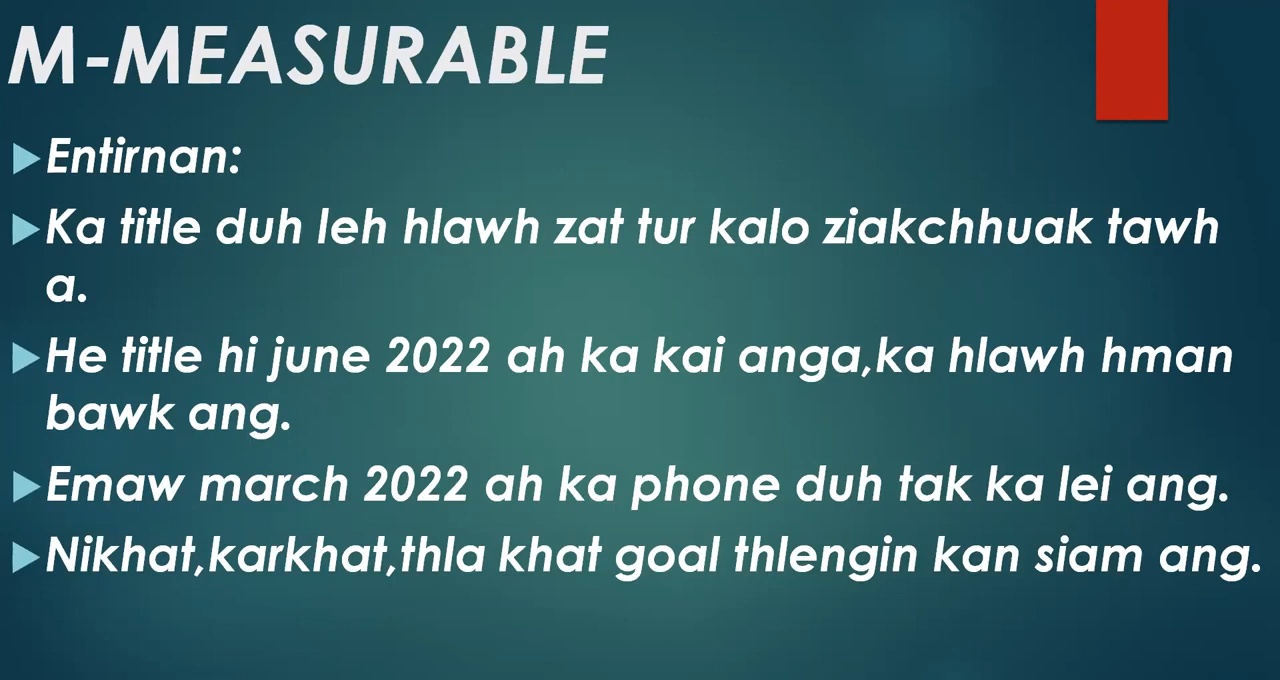 M-MEASURABLE
Entirnan:
Ka title duh leh hlawh zat tur kalo ziakchhuak tawh
a.
He title hi june 2022 ah ka kai anga,ka hlawh hman
bawk ang.
Emaw march 2022 ah ka phone duh tak ka lei ang.
Nikhat,karkhat,thla khat goal thlengin kan siam ang.